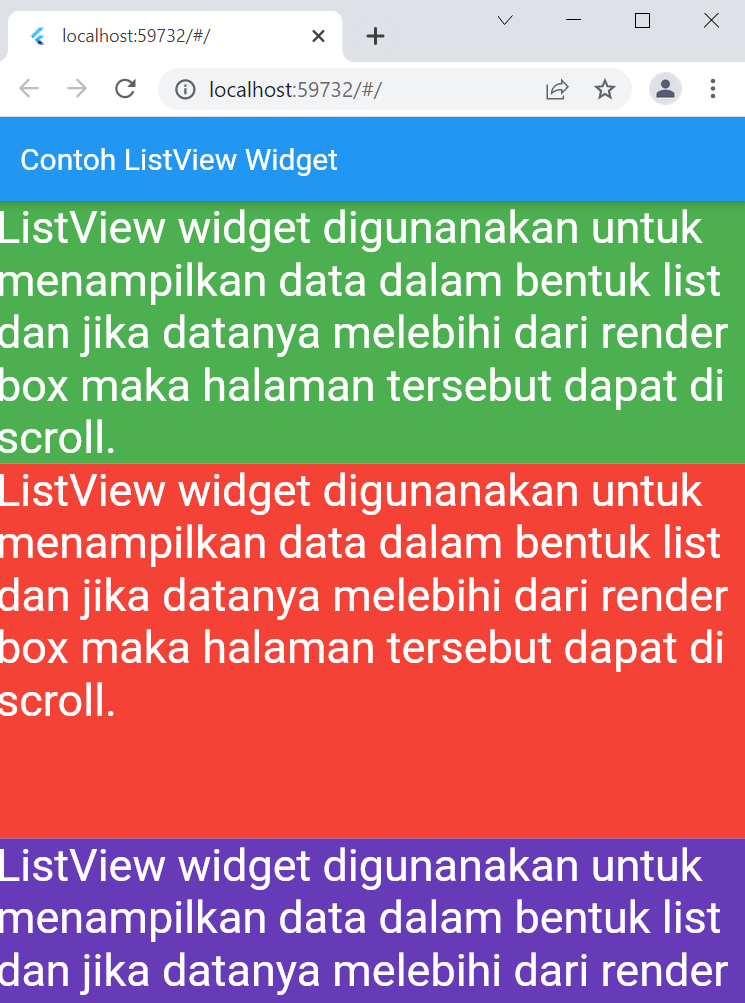 localhost:59732/#/
localhost:59732/#/
Contoh ListView Widget
ListView widget digunanakan untuk
menampilkan data dalam bentuk list
dan jika datanya melebihi dari render
box maka halaman tersebut dapat di
scroll.
ListView widget digunanakan untuk
menampilkan data dalam bentuk list
dan jika datanya melebihi dari render
box maka halaman tersebut dapat di
scroll.
ListView widget digunanakan untuk
menampilkan data dalam bentuk list
dan jika datanya melebihi dari render